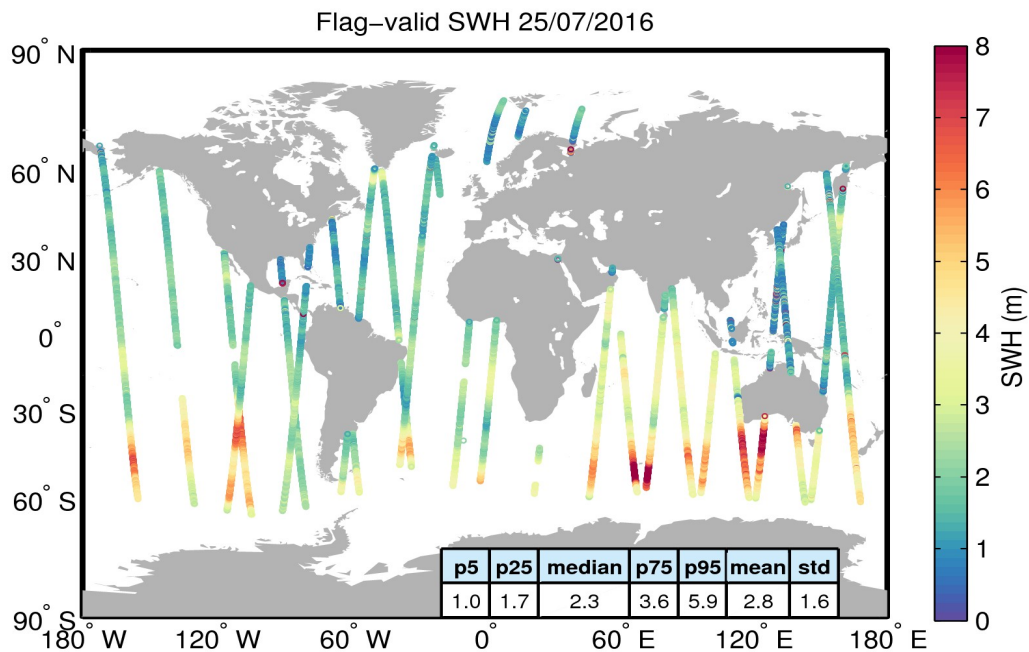 Flag−valid SWH 25/07/2016
90° N
60° N
30° N
0°
30° S
60° S
90° S
180° W
120° W
60° W
0°
60° E
120° E
180° E
p5 p25 median p75 p95 mean std
1.0 1.7 2.3 3.6 5.9 2.8 1.6
8
7
6
5
4
3
2
1
0
SWH (m)